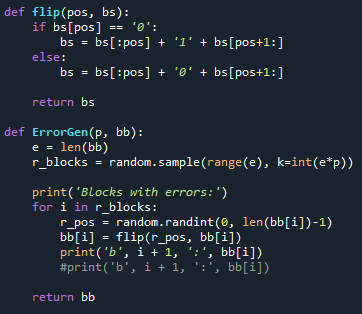 def flip(pos, bs):
    if bs[pos] == '0':
        bs = bs[:pos] + '1' + bs[pos+1:]
    else:
        bs = bs[:pos] + '0' + bs[pos+1:]

    return bs

def ErrorGen(p, bb):
    e = len(bb)
    r_blocks = random.sample(range(e), k=int(e*p))

    print('Blocks with errors:')
    for i in r_blocks:
        r_pos = random.randint(0, len(bb[i])-1)
        bb[i] = flip(r_pos, bb[i])
        print('b', i + 1, ':', bb[i])
        #print('b', i + 1, ':', bb[i])

    return bb